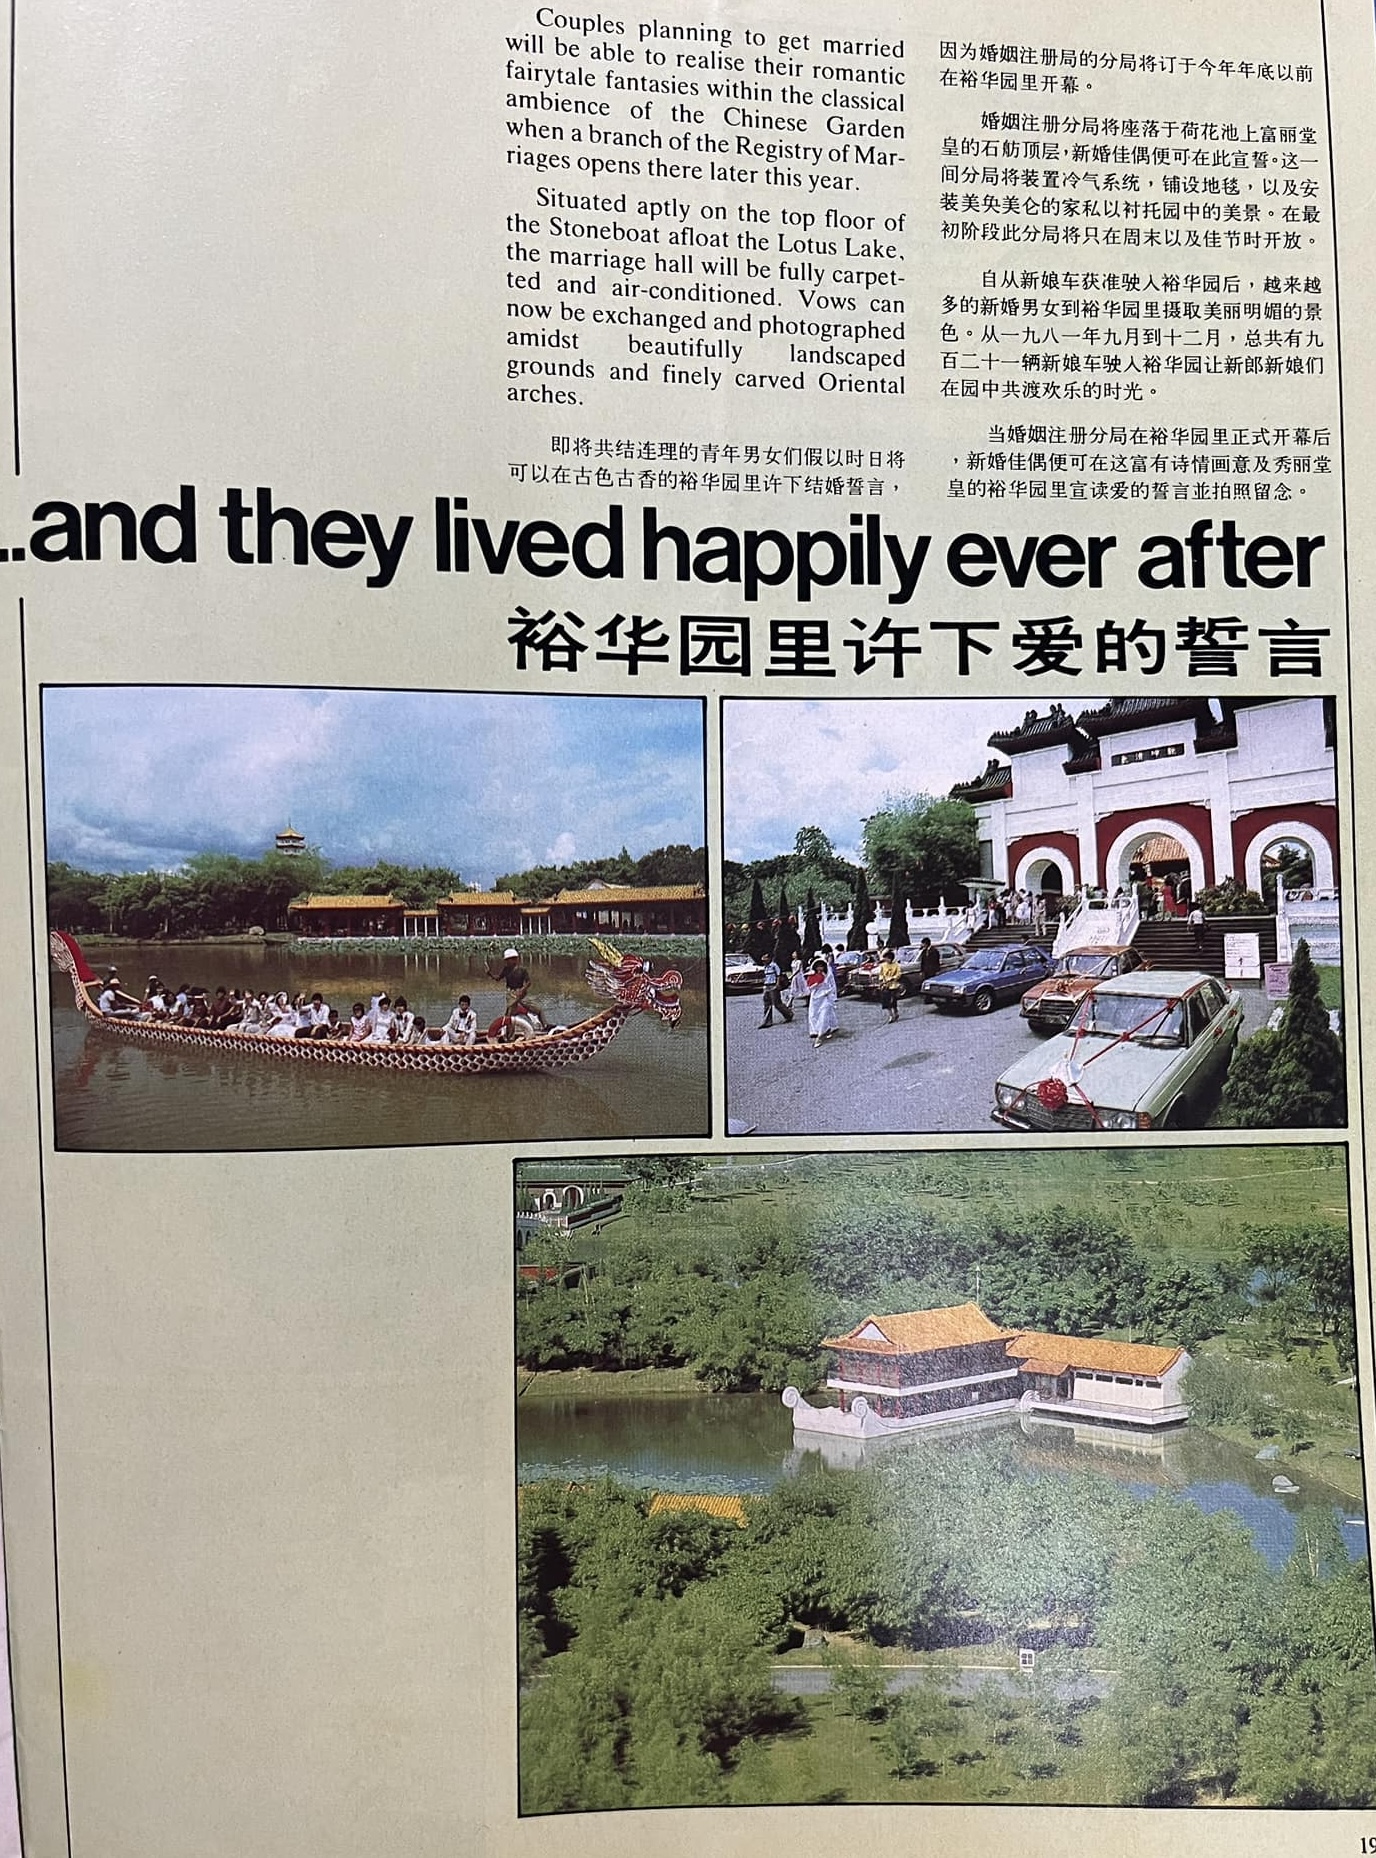 Couples planning to get married
will be able to realise their romantic
fairytale fantasies within the classical
ambience of the Chinese Garden
when a branch of the Registry of Mar-
riages opens there later this year.
Situated aptly on the top floor of
the Stoneboat afloat the Lotus Lake,
the marriage hall will be fully carpet-
ted and air-conditioned. Vows can
now be exchanged and photographed
amidst beautifully landscaped
grounds and finely carved Oriental
arches.
即将共结连理的青年男女们假以时日将
可以在古色古香的裕华园里许下结婚誓言，
因为婚姻注册局的分局将订于今年年底以前
在裕华园里开幕。
婚姻注册分局将座落于荷花池上富丽堂
皇的石舫顶层，新婚佳偶便可在此宣誓。这一
间分局将装置冷气系统，铺设地毯，以及安
装美奂美仑的家私以衬托园中的美景。在最
初阶段此分局将只在周末以及佳节时开放。
自从新娘车获准驶入裕华园后，越来越
多的新婚男女到裕华园里摄取美丽明媚的景
色。从一九八一年九月到十二月，总共有九
百二十一辆新娘车驶入裕华园让新郎新娘们
在园中共渡欢乐的时光。
当婚姻注册分局在裕华园里正式开幕后
，新婚佳偶便可在这富有诗情画意及秀丽堂
皇的裕华园里宣读爱的誓言並拍照留念。
...and they lived happily ever after
裕华园里许下爱的誓言
19